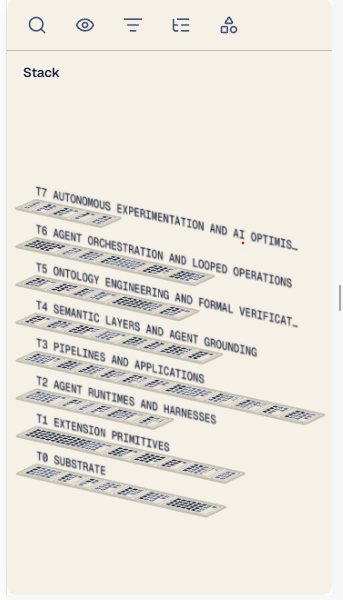 Stack
T7 AUTONOMOUS EXPERIMENTATION AND AI OPTIMIS…
T6 AGENT ORCHESTRATION AND LOOPED OPERATIONS
T5 ONTOLOGY ENGINEERING AND FORMAL VERIFICAT…
T4 SEMANTIC LAYERS AND AGENT GROUNDING
T3 PIPELINES AND APPLICATIONS
T2 AGENT RUNTIMES AND HARNESSES
T1 EXTENSION PRIMITIVES
T0 SUBSTRATE